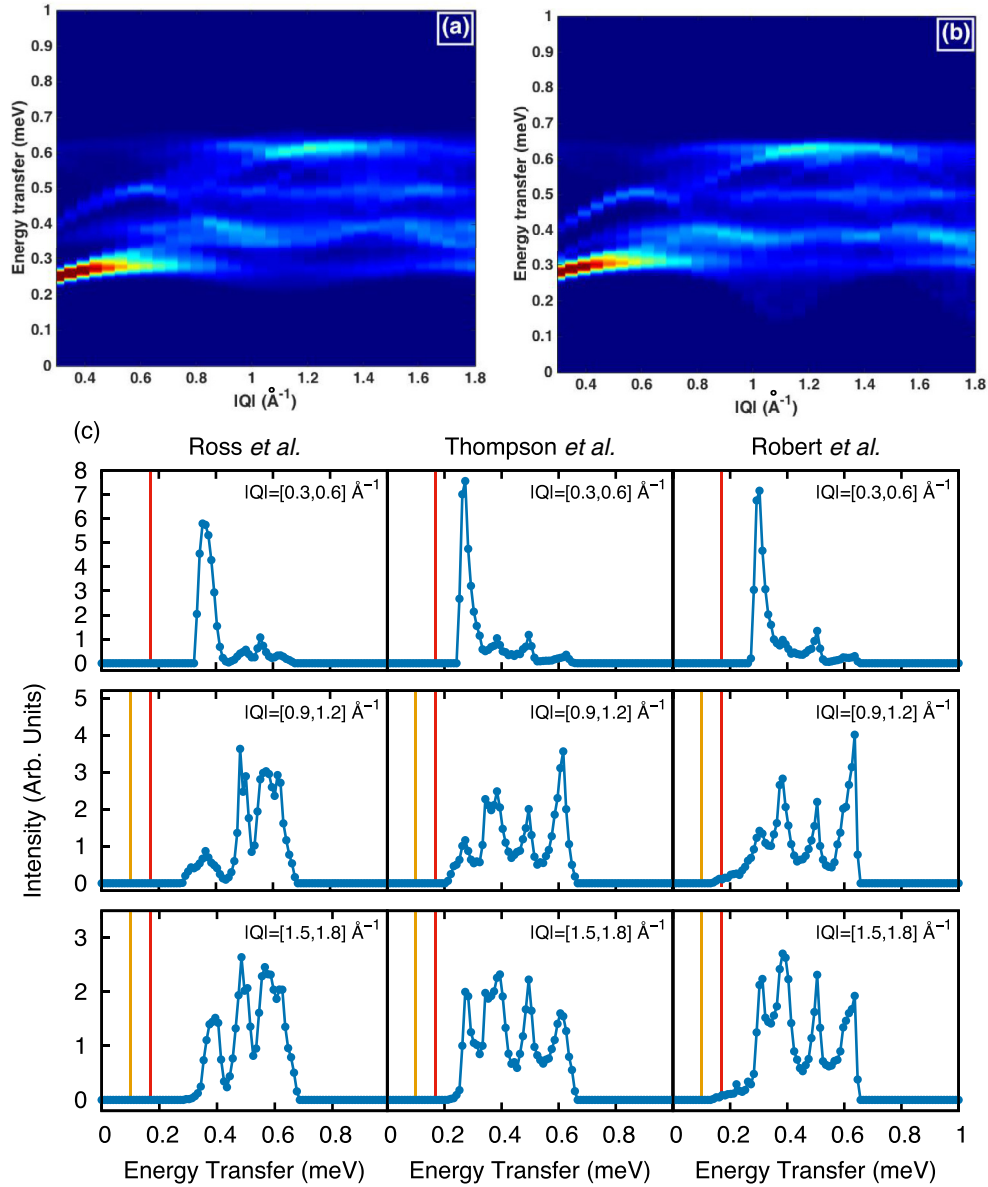 (a)
(b)
1
0.9
0.8
0.7
0.6
0.5
0.4
0.3
0.2
0.1
0
Energy transfer (meV)
0.4 0.6 0.8 1 1.2 1.4 1.6 1.8
|Q| (Å⁻¹)
1
0.9
0.8
0.7
0.6
0.5
0.4
0.3
0.2
0.1
0
Energy transfer (meV)
0.4 0.6 0.8 1 1.2 1.4 1.6 1.8
|Q| (Å⁻¹)
(c)
Ross et al. Thompson et al. Robert et al.
8
7
6
5
4
3
2
1
0
|Q|=[0.3,0.6] Å⁻¹ |Q|=[0.3,0.6] Å⁻¹ |Q|=[0.3,0.6] Å⁻¹
5
4
3
2
1
0
|Q|=[0.9,1.2] Å⁻¹ |Q|=[0.9,1.2] Å⁻¹ |Q|=[0.9,1.2] Å⁻¹
Intensity (Arb. Units)
3
2
1
0
|Q|=[1.5,1.8] Å⁻¹ |Q|=[1.5,1.8] Å⁻¹ |Q|=[1.5,1.8] Å⁻¹
0 0.2 0.4 0.6 0.8 0 0.2 0.4 0.6 0.8 0 0.2 0.4 0.6 0.8 1
Energy Transfer (meV) Energy Transfer (meV) Energy Transfer (meV)